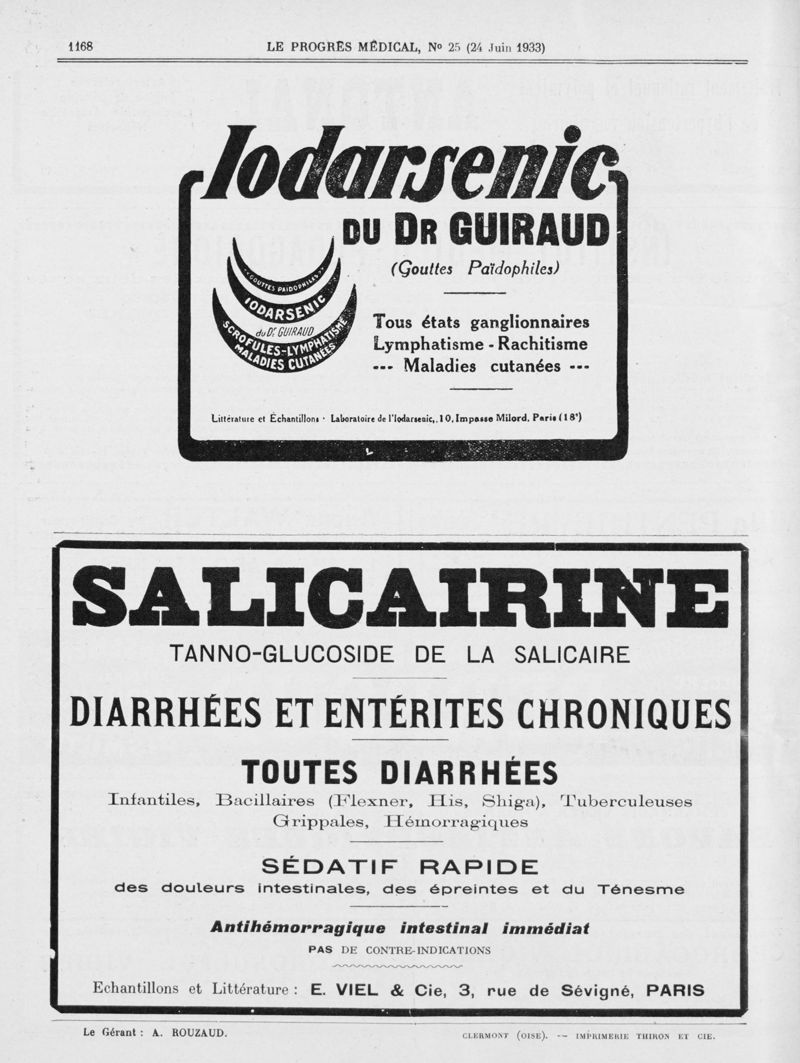 1168
LE PROGRÈS MÉDICAL, No 25 (24 Juin 1933)
Iodarsenic
DU DR GUIRAUD
(Gouttes Païdophiles)
GOUTTES PAÏDOPHILES
IODARSENIC
du Dr GUIRAUD
SCROFULES-LYMPHATISME
MALADIES CUTANÉES
Tous états ganglionnaires
Lymphatisme - Rachitisme
--- Maladies cutanées ---
Littérature et Échantillons · Laboratoire de l'Iodarsenic,. 10, Impasse Milord, Paris (18e)
SALICAIRINE
TANNO-GLUCOSIDE DE LA SALICAIRE
DIARRHÉES ET ENTÉRITES CHRONIQUES
TOUTES DIARRHÉES
Infantiles, Bacillaires (Flexner, His, Shiga), Tuberculeuses
Grippales, Hémorragiques
SÉDATIF RAPIDE
des douleurs intestinales, des épreintes et du Ténesme
Antihémorragique intestinal immédiat
PAS DE CONTRE-INDICATIONS
Echantillons et Littérature : E. VIEL & Cie, 3, rue de Sévigné, PARIS
Le Gérant : A. ROUZAUD.
CLERMONT (OISE). -- IMPRIMERIE THIRON ET CIE.